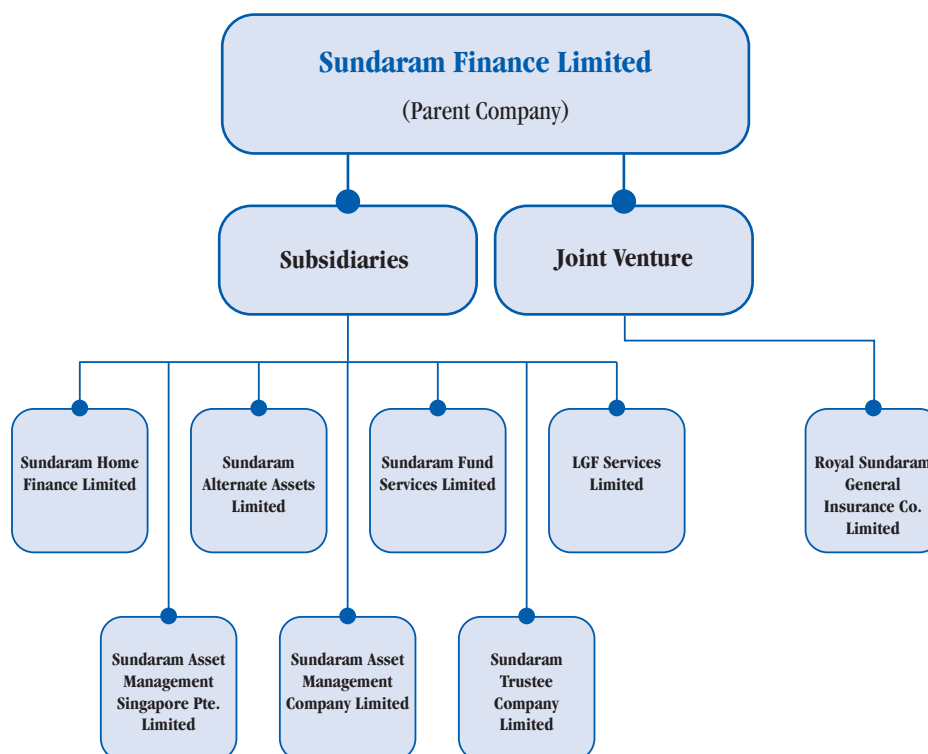 Sundaram Finance Limited
(Parent Company)
Subsidiaries
Joint Venture
Sundaram Home
Finance Limited
Sundaram
Alternate Assets
Limited
Sundaram Fund
Services Limited
LGF Services
Limited
Royal Sundaram
General
Insurance Co.
Limited
Sundaram Asset
Management
Singapore Pte.
Limited
Sundaram Asset
Management
Company Limited
Sundaram
Trustee
Company
Limited